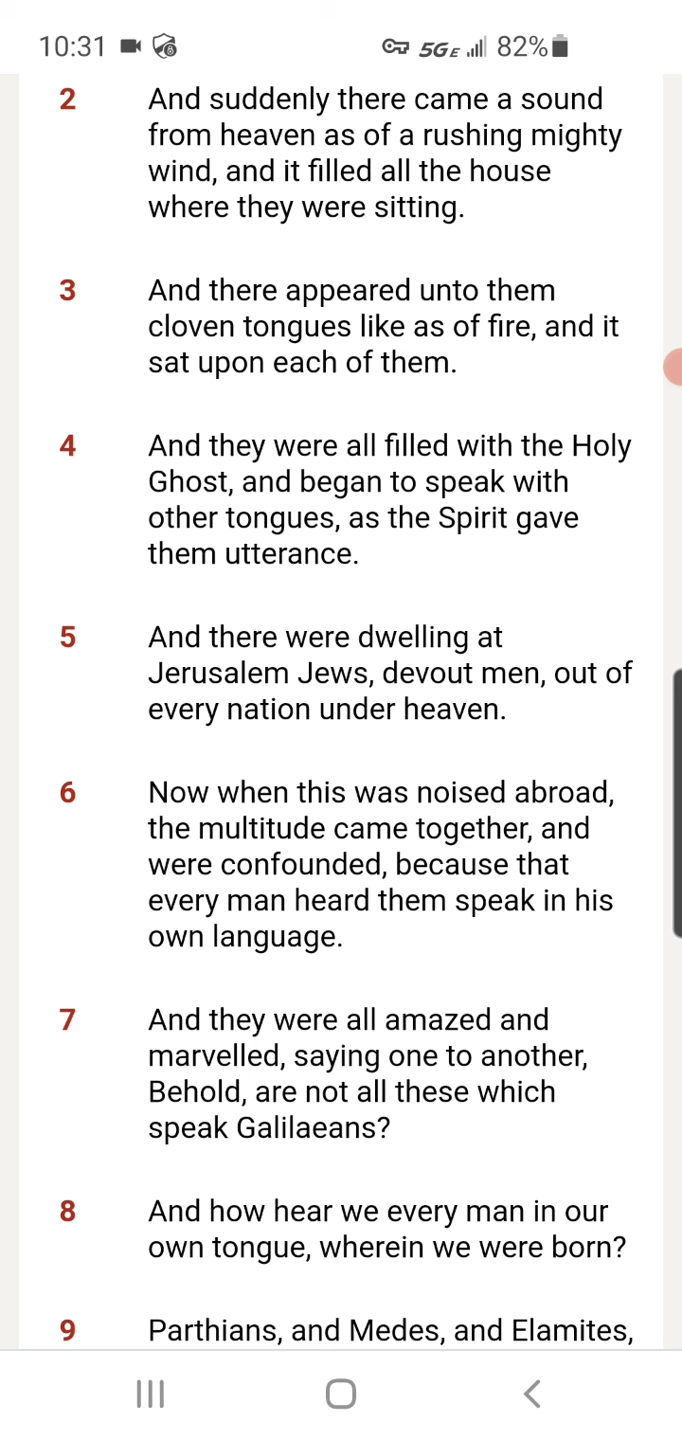 10:31
5GE 82%
2 And suddenly there came a sound
from heaven as of a rushing mighty
wind, and it filled all the house
where they were sitting.
3 And there appeared unto them
cloven tongues like as of fire, and it
sat upon each of them.
4 And they were all filled with the Holy
Ghost, and began to speak with
other tongues, as the Spirit gave
them utterance.
5 And there were dwelling at
Jerusalem Jews, devout men, out of
every nation under heaven.
6 Now when this was noised abroad,
the multitude came together, and
were confounded, because that
every man heard them speak in his
own language.
7 And they were all amazed and
marvelled, saying one to another,
Behold, are not all these which
speak Galilaeans?
8 And how hear we every man in our
own tongue, wherein we were born?
9 Parthians, and Medes, and Elamites,